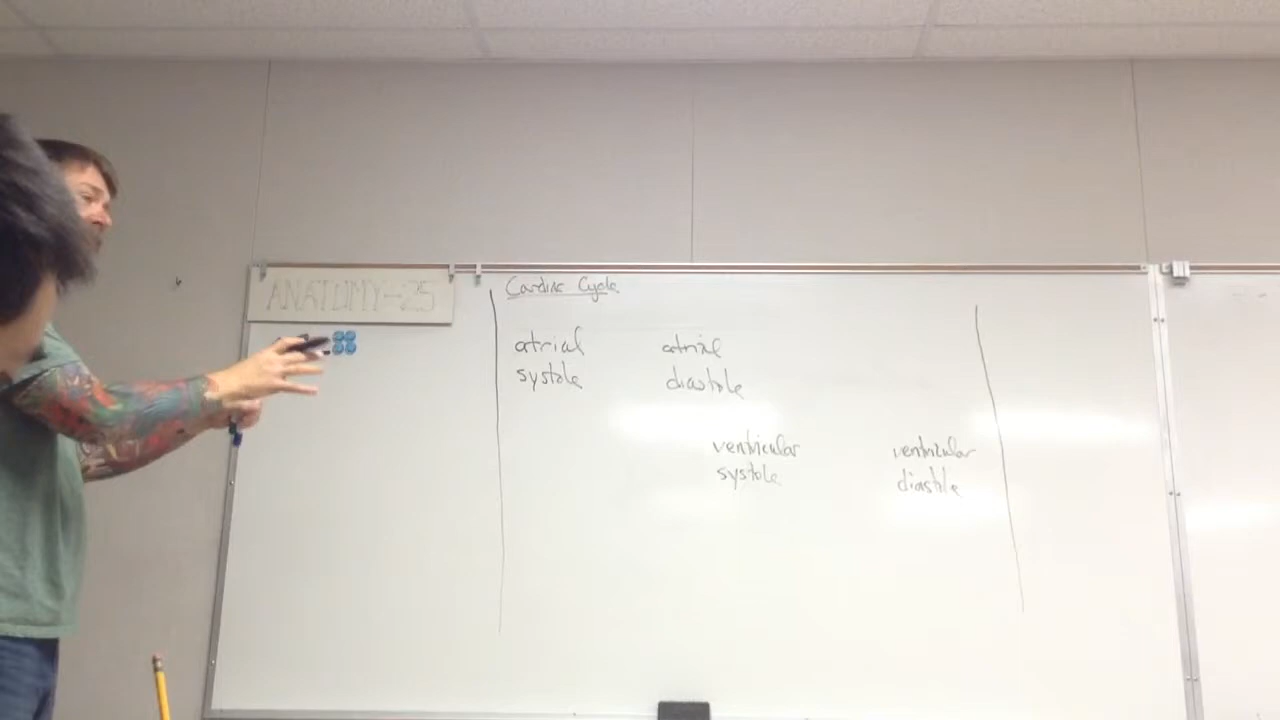 ANATOMY-25
Cardiac Cycle
atrial
systole
atrial
diastole
ventricular
systole
ventricular
diastole